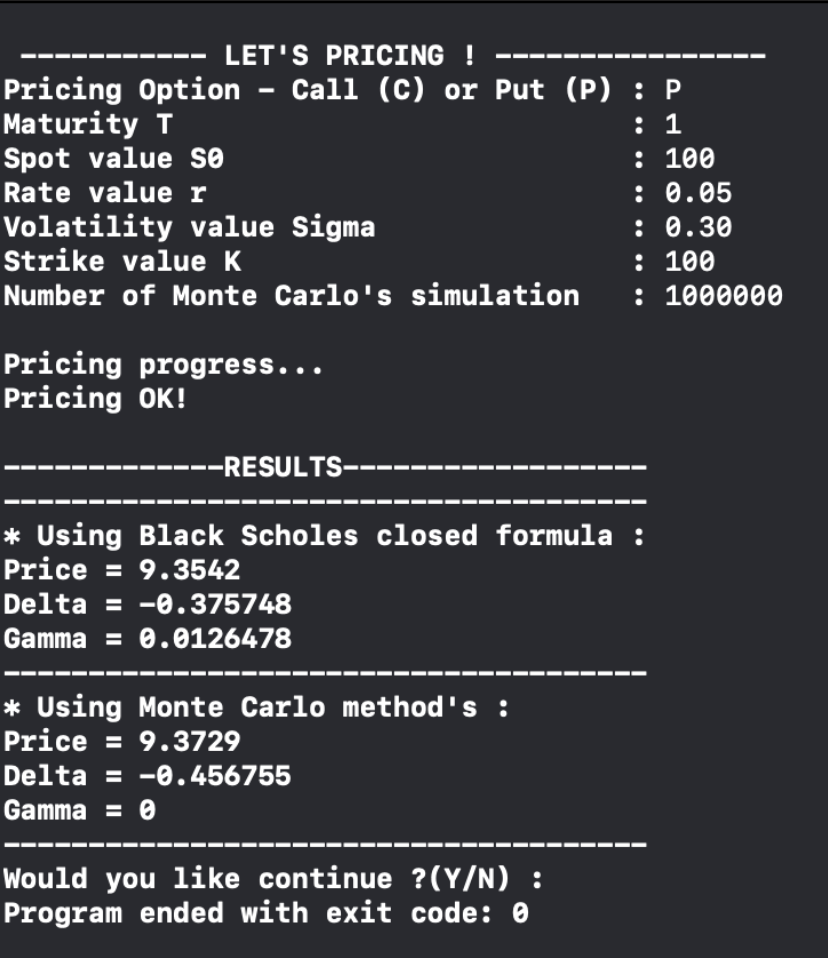 ----------- LET'S PRICING ! ----------------
Pricing Option - Call (C) or Put (P) : P
Maturity T                           : 1
Spot value S0                        : 100
Rate value r                         : 0.05
Volatility value Sigma               : 0.30
Strike value K                       : 100
Number of Monte Carlo's simulation   : 1000000
Pricing progress...
Pricing OK!
-------------RESULTS------------------
--------------------------------------
* Using Black Scholes closed formula :
Price = 9.3542
Delta = -0.375748
Gamma = 0.0126478
--------------------------------------
* Using Monte Carlo method's :
Price = 9.3729
Delta = -0.456755
Gamma = 0
--------------------------------------
Would you like continue ?(Y/N) :
Program ended with exit code: 0